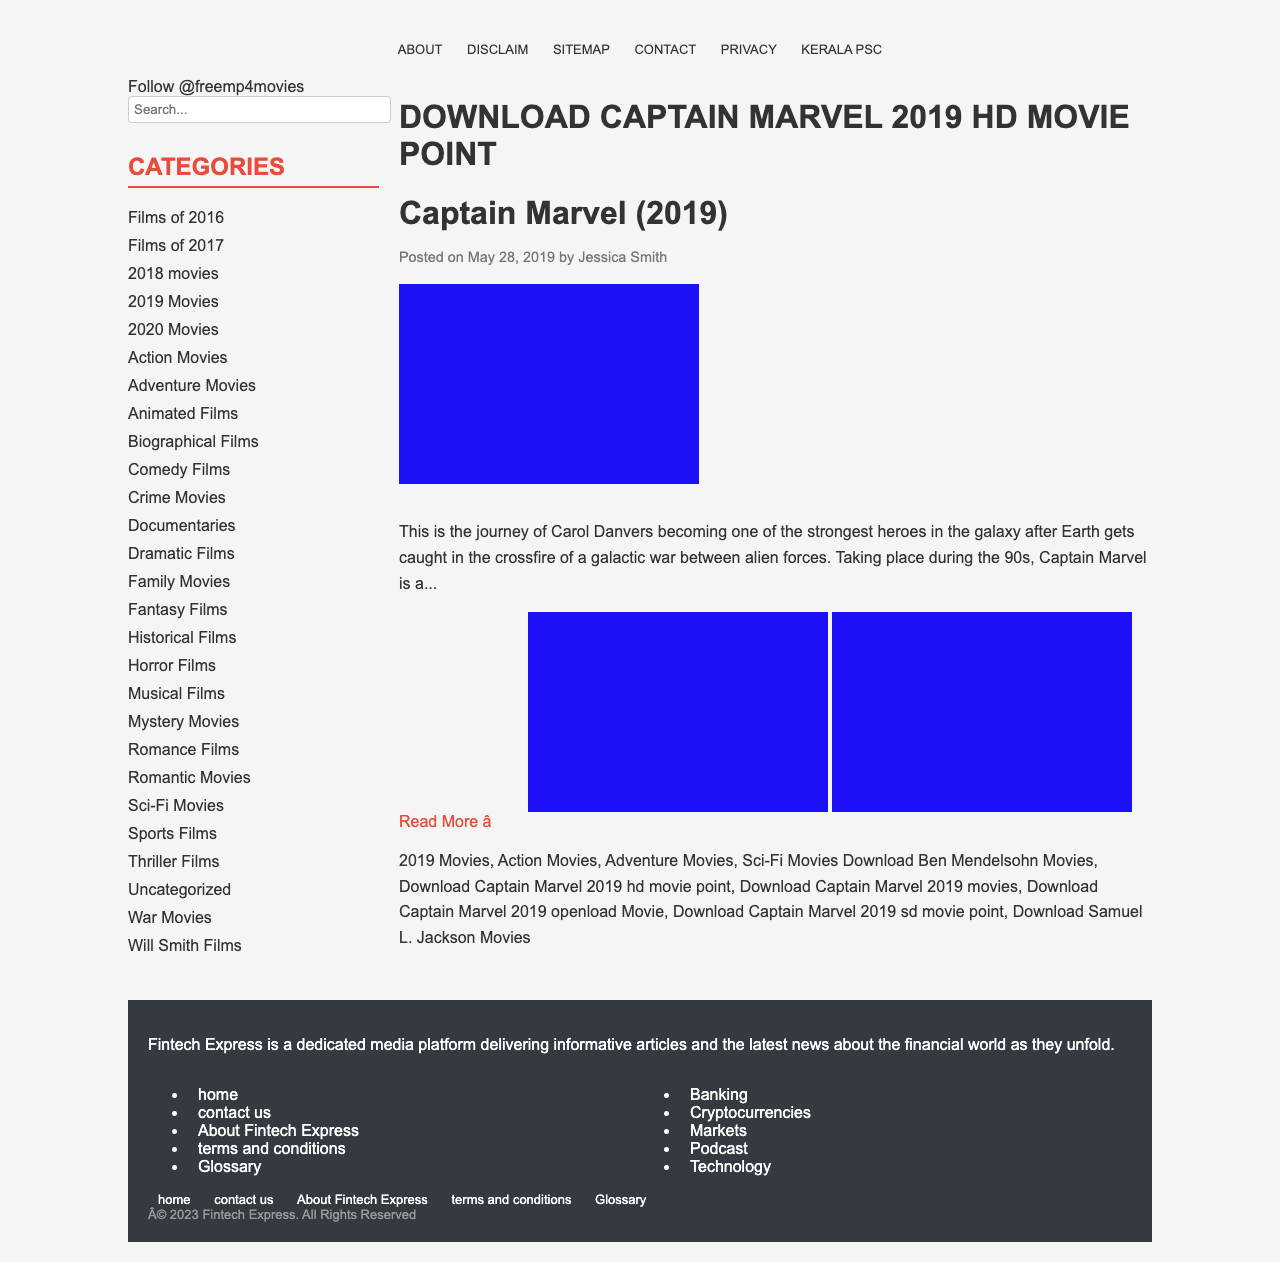 ABOUT DISCLAIM SITEMAP CONTACT PRIVACY KERALA PSC
Follow @freemp4movies
Search...
CATEGORIES
Films of 2016
Films of 2017
2018 movies
2019 Movies
2020 Movies
Action Movies
Adventure Movies
Animated Films
Biographical Films
Comedy Films
Crime Movies
Documentaries
Dramatic Films
Family Movies
Fantasy Films
Historical Films
Horror Films
Musical Films
Mystery Movies
Romance Films
Romantic Movies
Sci-Fi Movies
Sports Films
Thriller Films
Uncategorized
War Movies
Will Smith Films
DOWNLOAD CAPTAIN MARVEL 2019 HD MOVIE
POINT
Captain Marvel (2019)
Posted on May 28, 2019 by Jessica Smith
This is the journey of Carol Danvers becoming one of the strongest heroes in the galaxy after Earth gets
caught in the crossfire of a galactic war between alien forces. Taking place during the 90s, Captain Marvel
is a...
Read More â
2019 Movies, Action Movies, Adventure Movies, Sci-Fi Movies Download Ben Mendelsohn Movies,
Download Captain Marvel 2019 hd movie point, Download Captain Marvel 2019 movies, Download
Captain Marvel 2019 openload Movie, Download Captain Marvel 2019 sd movie point, Download Samuel
L. Jackson Movies
Fintech Express is a dedicated media platform delivering informative articles and the latest news about the financial world as they unfold.
• home
• contact us
• About Fintech Express
• terms and conditions
• Glossary
• Banking
• Cryptocurrencies
• Markets
• Podcast
• Technology
home contact us About Fintech Express terms and conditions Glossary
Â© 2023 Fintech Express. All Rights Reserved